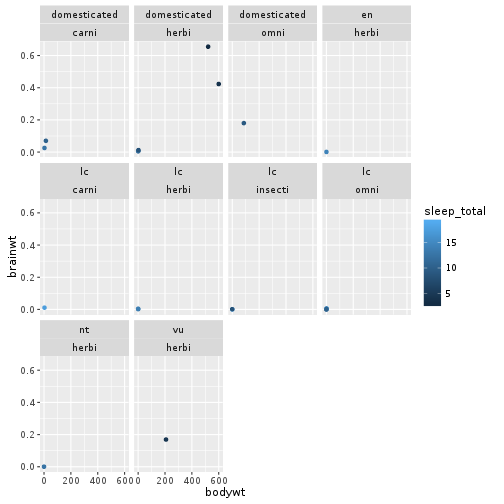 domesticated domesticated domesticated en
carni herbi omni herbi
0.6
0.4
0.2
0.0
lc lc lc lc
carni herbi insecti omni
0.6
0.4
0.2
0.0
nt vu
herbi herbi
0.6
0.4
0.2
0.0
0 200 400 600 0 200 400 600
bodywt
brainwt
sleep_total
15
10
5